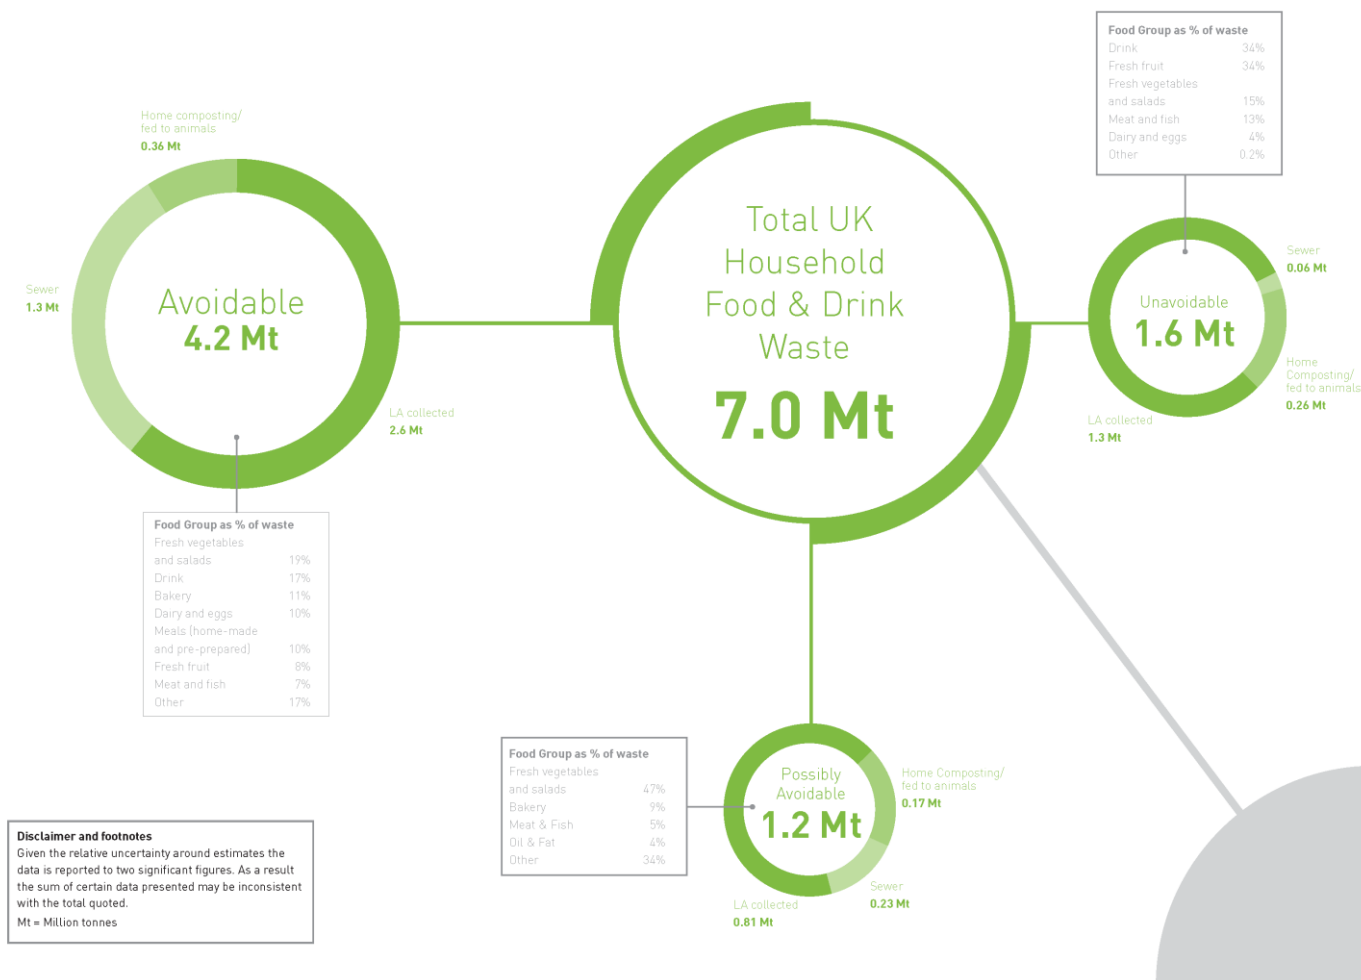 Food Group as % of waste
Drink 34%
Fresh fruit 34%
Fresh vegetables
and salads 15%
Meat and fish 13%
Dairy and eggs 4%
Other 0.2%
Home composting/
fed to animals
0.36 Mt
Sewer
1.3 Mt
Avoidable
4.2 Mt
LA collected
2.6 Mt
Total UK
Household
Food & Drink
Waste
7.0 Mt
Sewer
0.06 Mt
Unavoidable
1.6 Mt
Home
Composting/
fed to animals
0.26 Mt
LA collected
1.3 Mt
Food Group as % of waste
Fresh vegetables
and salads 19%
Drink 17%
Bakery 11%
Dairy and eggs 10%
Meals (home-made
and pre-prepared) 10%
Fresh fruit 8%
Meat and fish 7%
Other 17%
Food Group as % of waste
Fresh vegetables
and salads 47%
Bakery 9%
Meat & Fish 5%
Oil & Fat 4%
Other 34%
Possibly
Avoidable
1.2 Mt
Home Composting/
fed to animals
0.17 Mt
Sewer
0.23 Mt
LA collected
0.81 Mt
Disclaimer and footnotes
Given the relative uncertainty around estimates the
data is reported to two significant figures. As a result
the sum of certain data presented may be inconsistent
with the total quoted.
Mt = Million tonnes